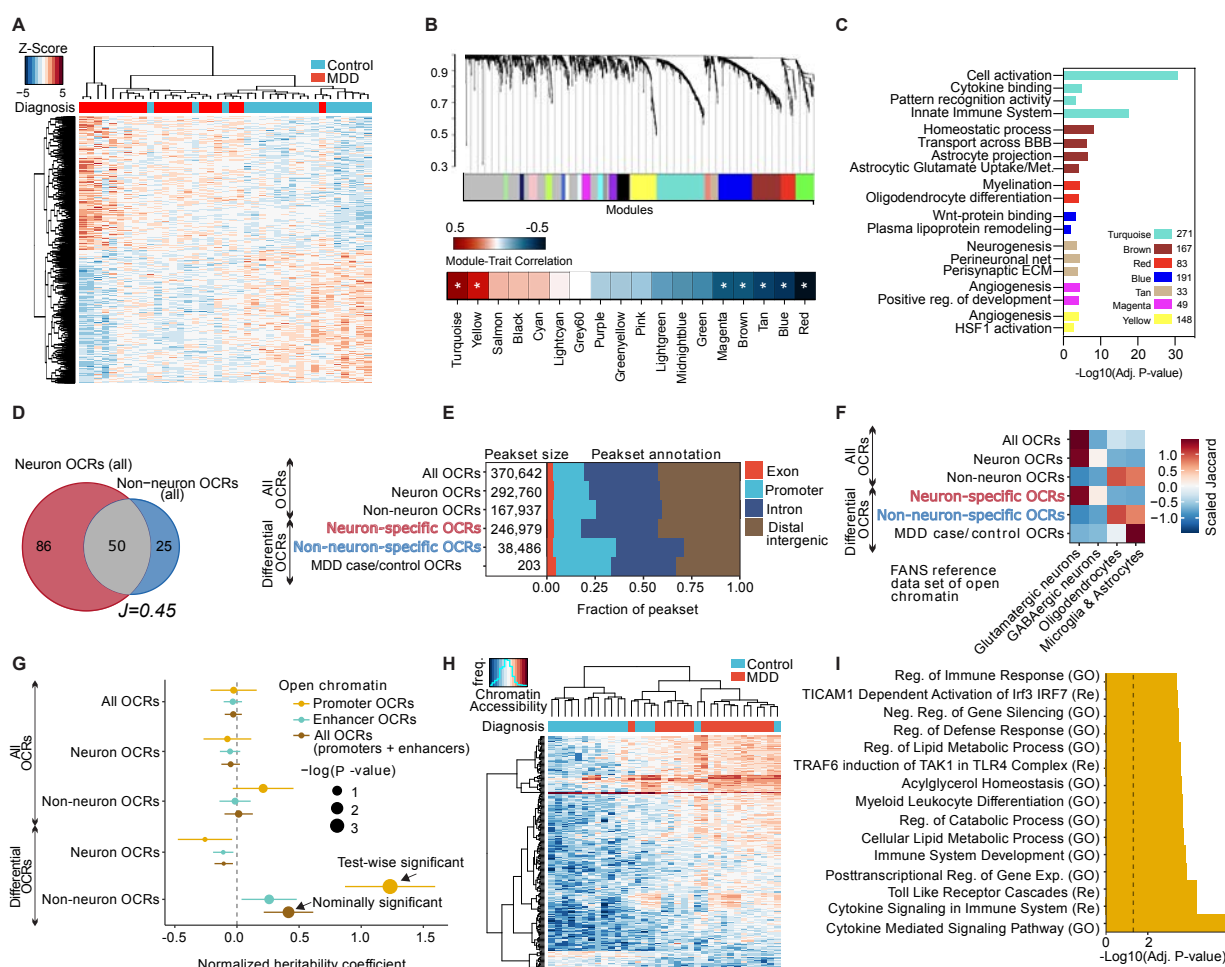 A
Z-Score
−5 5
Control
MDD
Diagnosis
B
0.9
0.7
0.5
0.3
Modules
0.5 -0.5
Module-Trait Correlation
* * * * * * *
Turquoise
Yellow
Salmon
Black
Cyan
Lightcyan
Grey60
Purple
Greenyellow
Pink
Lightgreen
Midnightblue
Green
Magenta
Brown
Tan
Blue
Red
C
Cell activation
Cytokine binding
Pattern recognition activity
Innate Immune System
Homeostatic process
Transport across BBB
Astrocyte projection
Astrocytic Glutamate Uptake/Met.
Myelination
Oligodendrocyte differentiation
Wnt-protein binding
Plasma lipoprotein remodeling
Neurogenesis
Perineuronal net
Perisynaptic ECM
Angiogenesis
Positive reg. of development
Angiogenesis
HSF1 activation
Turquoise 271
Brown 167
Red 83
Blue 191
Tan 33
Magenta 49
Yellow 148
0 10 20 30
-Log10(Adj. P-value)
D
Neuron OCRs (all)
Non−neuron OCRs
(all)
86 50 25
J=0.45
E
Peakset size Peakset annotation
All OCRs
Differential OCRs
All OCRs 370,642
Neuron OCRs 292,760
Non-neuron OCRs 167,937
Neuron-specific OCRs 246,979
Non-neuron-specific OCRs 38,486
MDD case/control OCRs 203
Exon
Promoter
Intron
Distal
intergenic
0.00 0.25 0.50 0.75 1.00
Fraction of peakset
F
All OCRs
Differential OCRs
All OCRs
Neuron OCRs
Non-neuron OCRs
Neuron-specific OCRs
Non-neuron-specific OCRs
MDD case/control OCRs
1.0
0.5
0.0
−0.5
−1.0
Scaled Jaccard
FANS reference
data set of open
chromatin
Glutamatergic neurons
GABAergic neurons
Oligodendrocytes
Microglia & Astrocytes
G
All OCRs
Differential OCRs
All OCRs
Neuron OCRs
Non-neuron OCRs
Neuron OCRs
Non-neuron OCRs
Open chromatin
Promoter OCRs
Enhancer OCRs
All OCRs
(promoters + enhancers)
−log(P -value)
1
2
3
Test-wise significant
Nominally significant
-0.5 0.0 0.5 1.0 1.5
Normalized heritability coefficient
H
freq.
Chromatin
Accessibility
Control
MDD
Diagnosis
I
Reg. of Immune Response (GO)
TICAM1 Dependent Activation of Irf3 IRF7 (Re)
Neg. Reg. of Gene Silencing (GO)
Reg. of Defense Response (GO)
Reg. of Lipid Metabolic Process (GO)
TRAF6 induction of TAK1 in TLR4 Complex (Re)
Acylglycerol Homeostasis (GO)
Myeloid Leukocyte Differentiation (GO)
Reg. of Catabolic Process (GO)
Cellular Lipid Metabolic Process (GO)
Immune System Development (GO)
Posttranscriptional Reg. of Gene Exp. (GO)
Toll Like Receptor Cascades (Re)
Cytokine Signaling in Immune System (Re)
Cytokine Mediated Signaling Pathway (GO)
0 2
-Log10(Adj. P-value)